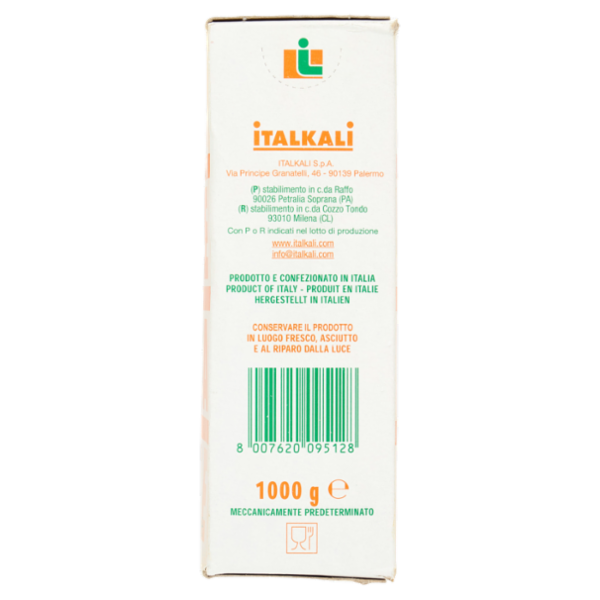 iTALKALi
ITALKALI S.p.A.
Via Principe Granatelli, 46 - 90139 Palermo
(P) stabilimento in c.da Raffo
90026 Petralia Soprana (PA)
(R) stabilimento in c.da Cozzo Tondo
93010 Milena (CL)
Con P o R indicati nel lotto di produzione
www.italkali.com
info@italkali.com
PRODOTTO E CONFEZIONATO IN ITALIA
PRODUCT OF ITALY - PRODUIT EN ITALIE
HERGESTELLT IN ITALIEN
CONSERVARE IL PRODOTTO
IN LUOGO FRESCO, ASCIUTTO
E AL RIPARO DALLA LUCE
8 007620 095128
1000 g ℮
MECCANICAMENTE PREDETERMINATO